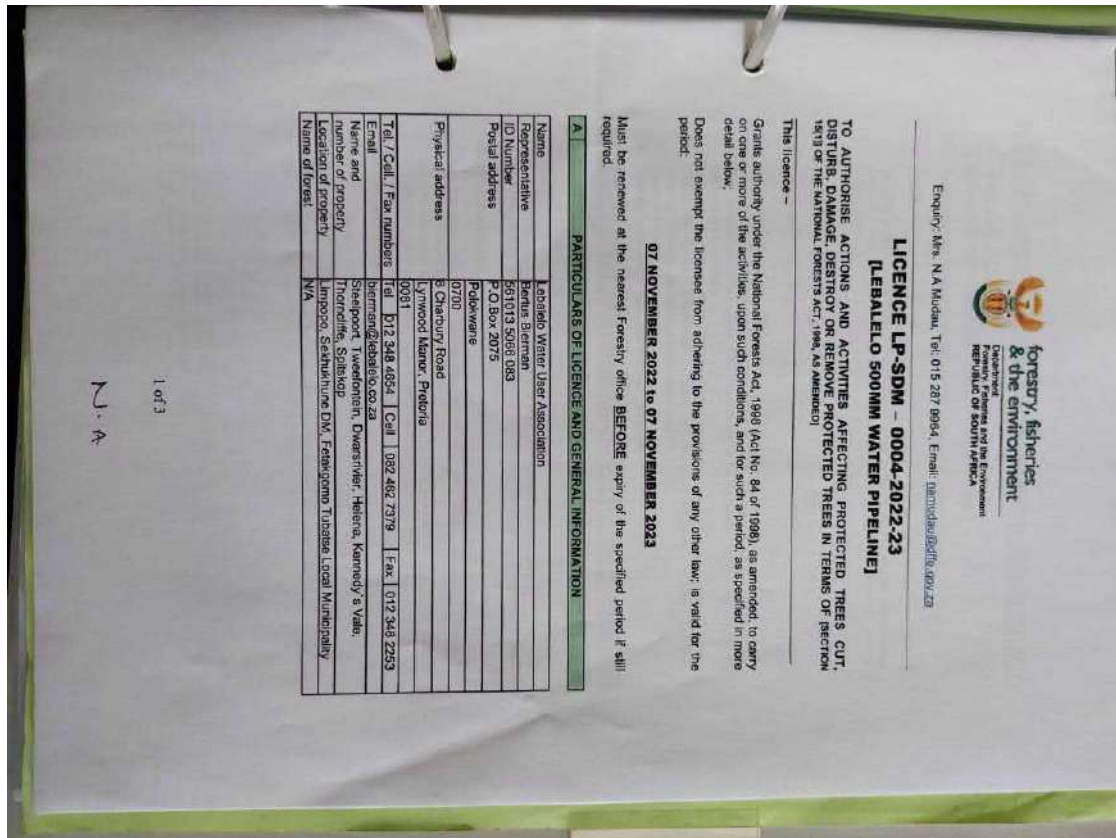 forestry, fisheries
& the environment
Department:
Forestry, Fisheries and the Environment
REPUBLIC OF SOUTH AFRICA
Enquiry: Mrs. N.A Mudau, Tel: 015 287 9964, Email: namudau@dffe.gov.za
LICENCE LP-SDM – 0004-2022-23
[LEBALELO 500MM WATER PIPELINE]
TO AUTHORISE ACTIONS AND ACTIVITIES AFFECTING PROTECTED TREES CUT,
DISTURB, DAMAGE, DESTROY OR REMOVE PROTECTED TREES IN TERMS OF [SECTION
15(1)] OF THE NATIONAL FORESTS ACT, 1998, AS AMENDED]
This licence –
Grants authority under the National Forests Act, 1998 (Act No. 84 of 1998), as amended, to carry
on one or more of the activities, upon such conditions, and for such a period, as specified in more
detail below;
Does not exempt the licensee from adhering to the provisions of any other law; is valid for the
period:
07 NOVEMBER 2022 to 07 NOVEMBER 2023
Must be renewed at the nearest Forestry office BEFORE expiry of the specified period if still
required.
A PARTICULARS OF LICENCE AND GENERAL INFORMATION
Name Lebalelo Water User Association
Representative Bertus Bierman
ID Number 561013 5066 083
Postal address P.O Box 2075
Polokwane
0700
Physical address 8 Charbury Road
Lynwood Manor, Pretoria
0081
Tel. / Cell. / Fax numbers Tel 012 348 4654 Cell 082 462 7379 Fax 012 348 2253
Email bierman@lebalelo.co.za
Name and number of property Steelpoort, Tweefontein, Dwarsrivier, Helena, Kennedy's Vale,
Thorncliffe, Spitskop
Location of property Limpopo, Sekhukhune DM, Fetakgomo Tubatse Local Municipality
Name of forest N/A
1 of 3
N. A